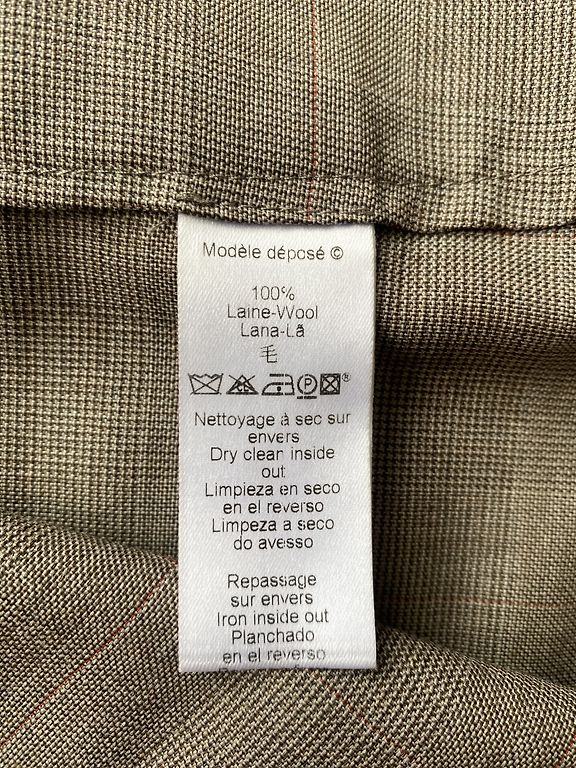 Modèle déposé ©
100%
Laine-Wool
Lana-Lã
毛
P
Nettoyage à sec sur
envers
Dry clean inside
out
Limpieza en seco
en el reverso
Limpeza a seco
do avesso
Repassage
sur envers
Iron inside out
Planchado
en el reverso